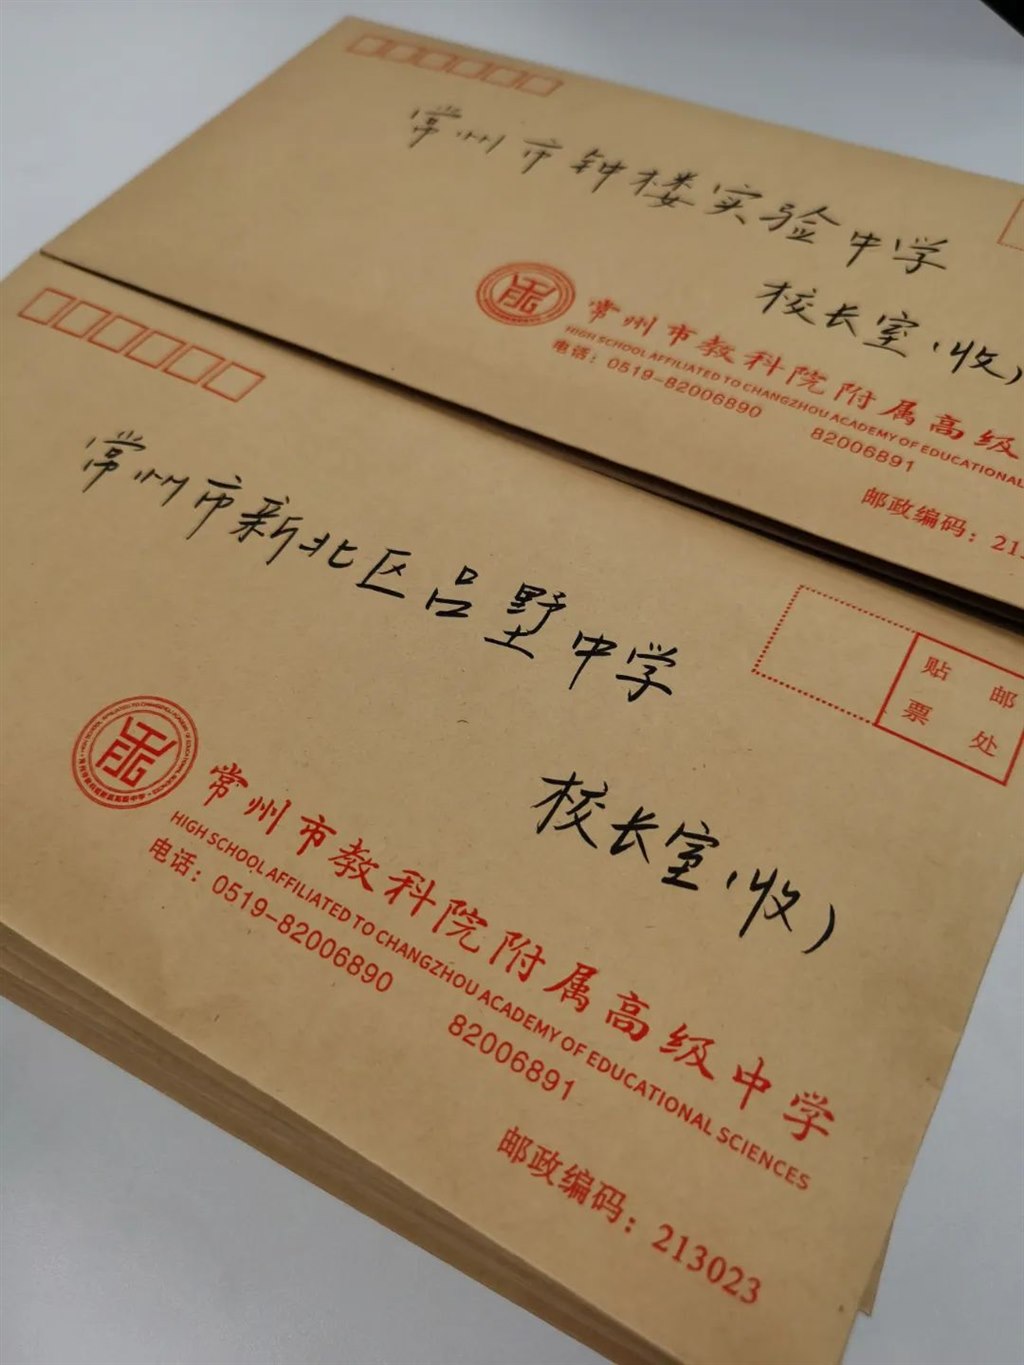 常州市钟楼实验中学
校长室(收)
常州市教科院附属高级
HIGH SCHOOL AFFILIATED TO CHANGZHOU ACADEMY OF EDUCATIONAL
电话：0519-82006890
82006891
邮政编码：21
常州市新北区吕墅中学
贴 邮
票 处
校长室(收)
常州市教科院附属高级中学
HIGH SCHOOL AFFILIATED TO CHANGZHOU ACADEMY OF EDUCATIONAL SCIENCES
电话：0519-82006890
82006891
邮政编码：213023